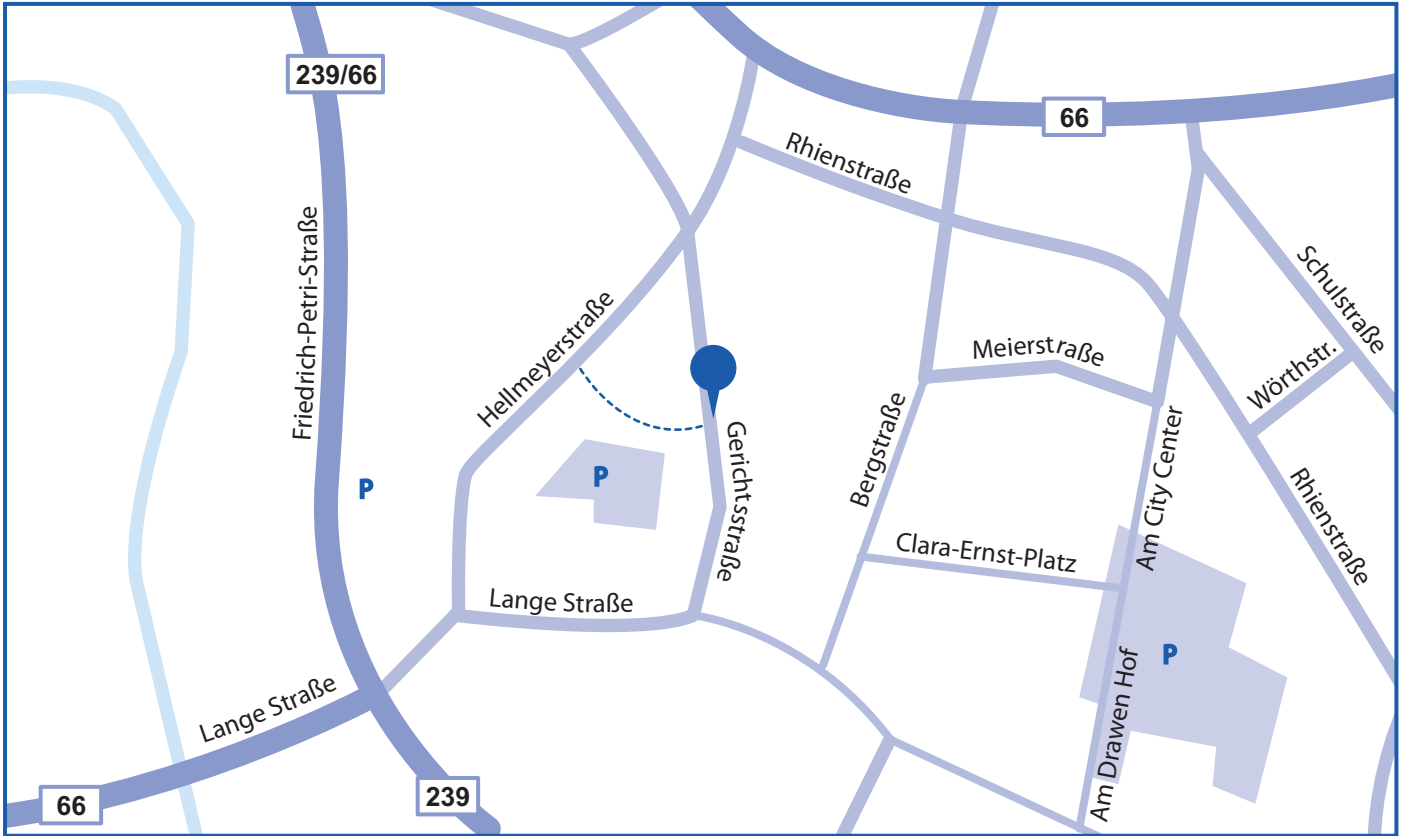 239/66
66
Rhienstraße
Friedrich-Petri-Straße
Schulstraße
Hellmeyerstraße
Meierstraße
Wörthstr.
Bergstraße
Gerichtsstraße
Am City Center
P
P
Rhienstraße
Clara-Ernst-Platz
Lange Straße
P
Am Drawen Hof
Lange Straße
66
239